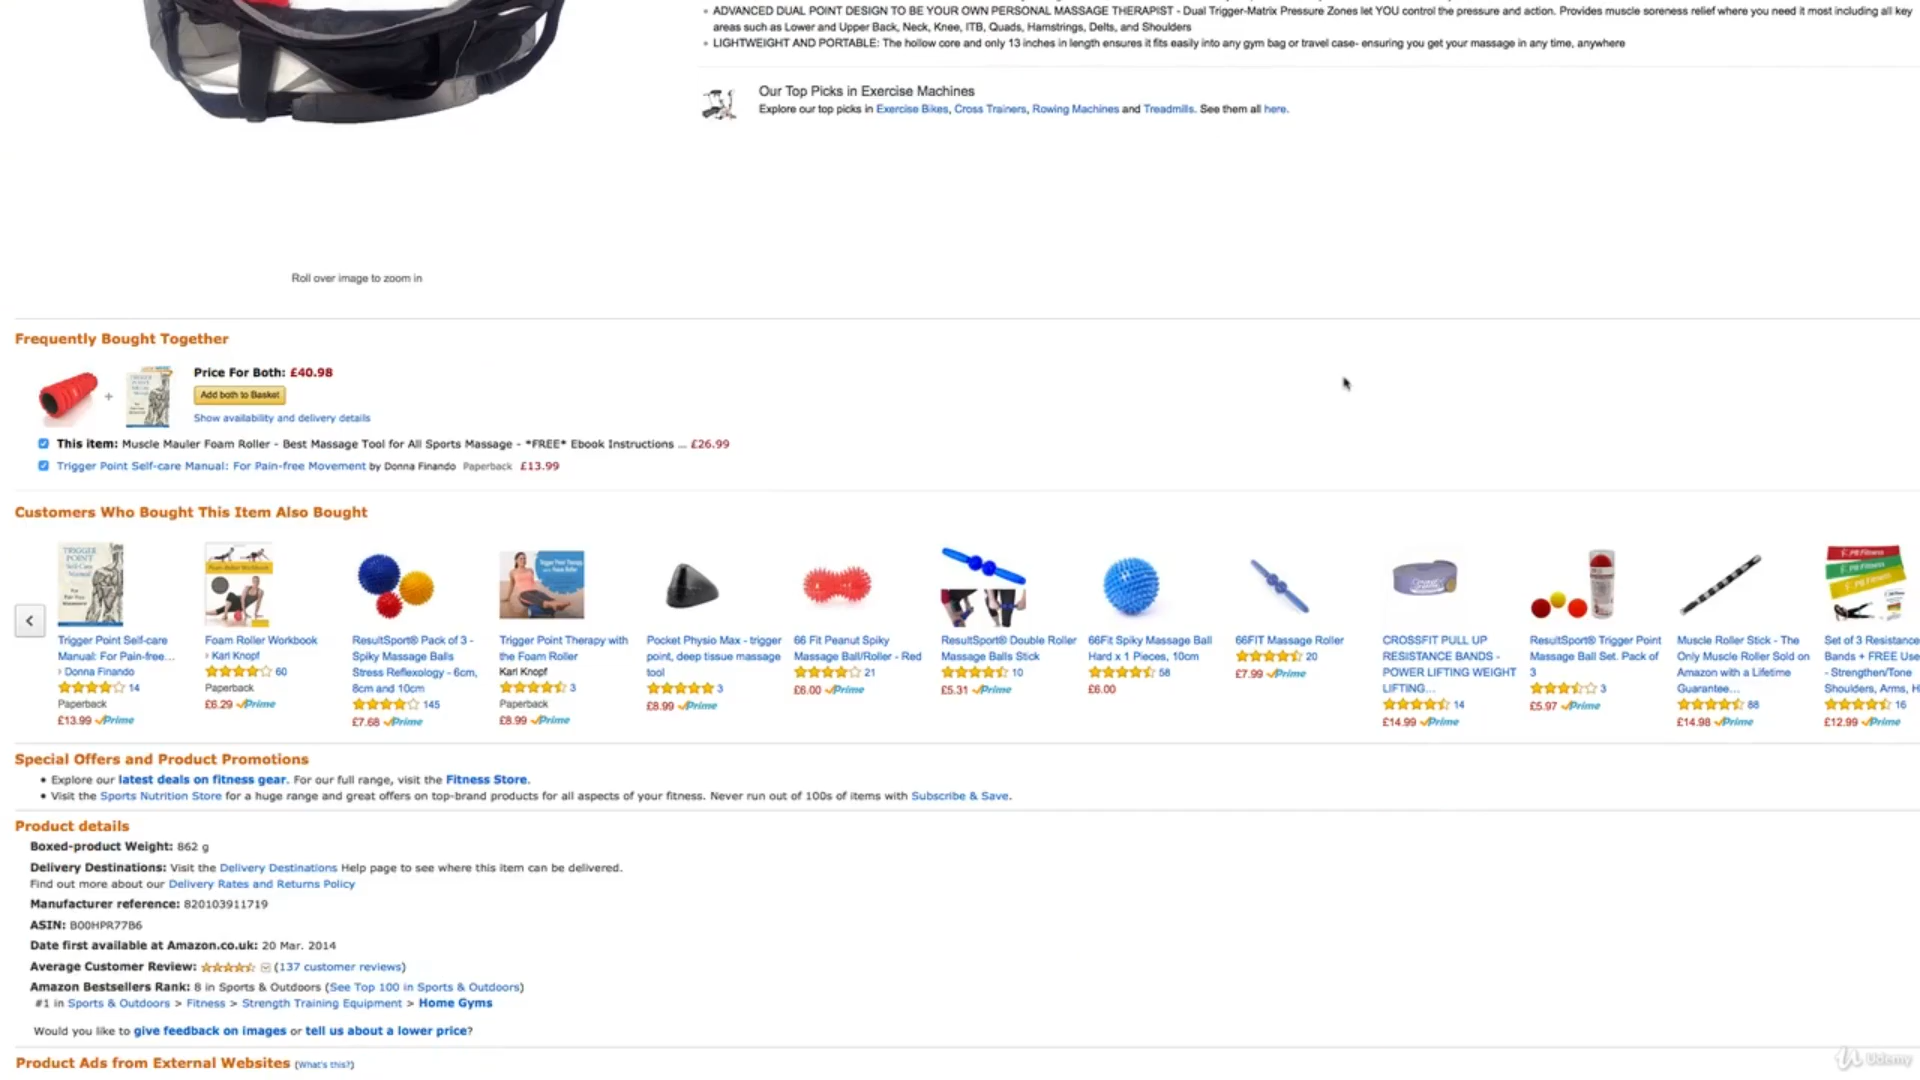 ADVANCED DUAL POINT DESIGN TO BE YOUR OWN PERSONAL MASSAGE THERAPIST - Dual Trigger-Matrix Pressure Zones let YOU control the pressure and action. Provides muscle soreness relief where you need it most including all key
areas such as Lower and Upper Back, Neck, Knee, ITB, Quads, Hamstrings, Delts, and Shoulders
LIGHTWEIGHT AND PORTABLE: The hollow core and only 13 inches in length ensures it fits easily into any gym bag or travel case- ensuring you get your massage in any time, anywhere
Our Top Picks in Exercise Machines
Explore our top picks in Exercise Bikes, Cross Trainers, Rowing Machines and Treadmills. See them all here.
Roll over image to zoom in
Frequently Bought Together
Price For Both: £40.98
Add both to Basket
Show availability and delivery details
This item: Muscle Mauler Foam Roller - Best Massage Tool for All Sports Massage - *FREE* Ebook Instructions ... £26.99
Trigger Point Self-care Manual: For Pain-free Movement by Donna Finando Paperback £13.99
Customers Who Bought This Item Also Bought
Trigger Point Self-care
Manual: For Pain-free...
› Donna Finando
14
Paperback
£13.99 Prime
Foam Roller Workbook
› Karl Knopf
60
Paperback
£6.29 Prime
ResultSport® Pack of 3 -
Spiky Massage Balls
Stress Reflexology - 6cm,
8cm and 10cm
145
£7.68 Prime
Trigger Point Therapy with
the Foam Roller
Karl Knopf
3
Paperback
£8.99 Prime
Pocket Physio Max - trigger
point, deep tissue massage
tool
3
£8.99 Prime
66 Fit Peanut Spiky
Massage Ball/Roller - Red
21
£6.00 Prime
ResultSport® Double Roller
Massage Balls Stick
10
£5.31 Prime
66Fit Spiky Massage Ball
Hard x 1 Pieces, 10cm
58
£6.00
66FIT Massage Roller
20
£7.99 Prime
CROSSFIT PULL UP
RESISTANCE BANDS -
POWER LIFTING WEIGHT
LIFTING...
14
£14.99 Prime
ResultSport® Trigger Point
Massage Ball Set. Pack of
3
3
£5.97 Prime
Muscle Roller Stick - The
Only Muscle Roller Sold on
Amazon with a Lifetime
Guarantee...
88
£14.98 Prime
Set of 3 Resistance
Bands + FREE Use
- Strengthen/Tone
Shoulders, Arms, H
16
£12.99 Prime
Special Offers and Product Promotions
Explore our latest deals on fitness gear. For our full range, visit the Fitness Store.
Visit the Sports Nutrition Store for a huge range and great offers on top-brand products for all aspects of your fitness. Never run out of 100s of items with Subscribe & Save.
Product details
Boxed-product Weight: 862 g
Delivery Destinations: Visit the Delivery Destinations Help page to see where this item can be delivered.
Find out more about our Delivery Rates and Returns Policy
Manufacturer reference: 820103911719
ASIN: B00HPR77B6
Date first available at Amazon.co.uk: 20 Mar. 2014
Average Customer Review: (137 customer reviews)
Amazon Bestsellers Rank: 8 in Sports & Outdoors (See Top 100 in Sports & Outdoors)
#1 in Sports & Outdoors > Fitness > Strength Training Equipment > Home Gyms
Would you like to give feedback on images or tell us about a lower price?
Product Ads from External Websites (What's this?)
Udemy